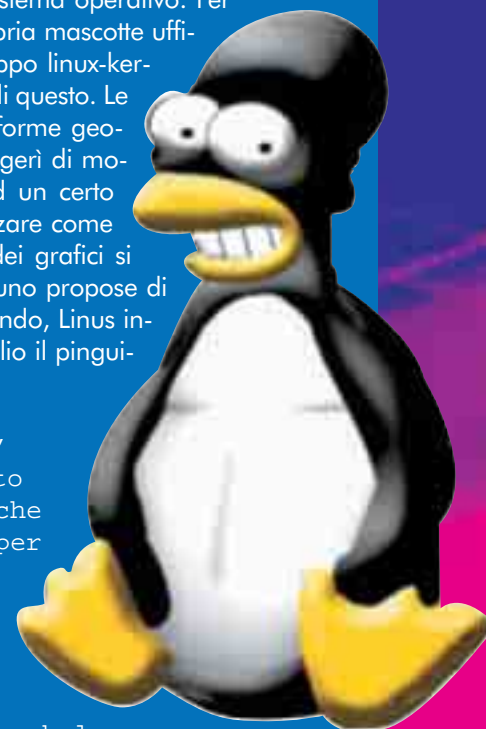 sistema operativo. Per
pria mascotte uffi-
ppo linux-ker-
di questo. Le
forme geo-
gerì di mo-
d un certo
zare come
dei grafici si
uno propose di
ndo, Linus in-
lio il pingui-
to
che
per